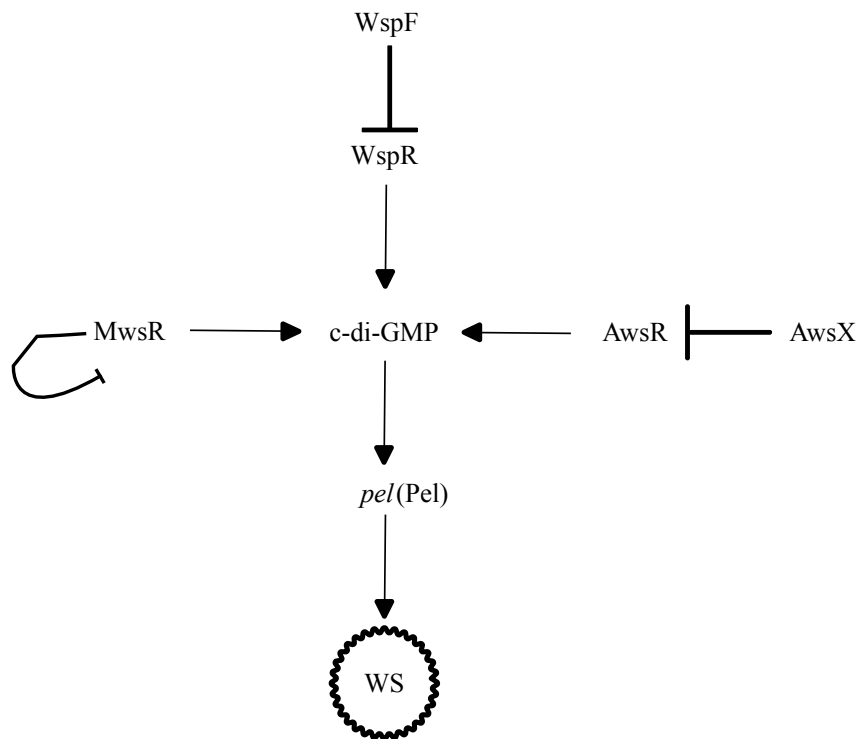 WspF
WspR
MwsR
c-di-GMP
AwsR
AwsX
pel(Pel)
WS